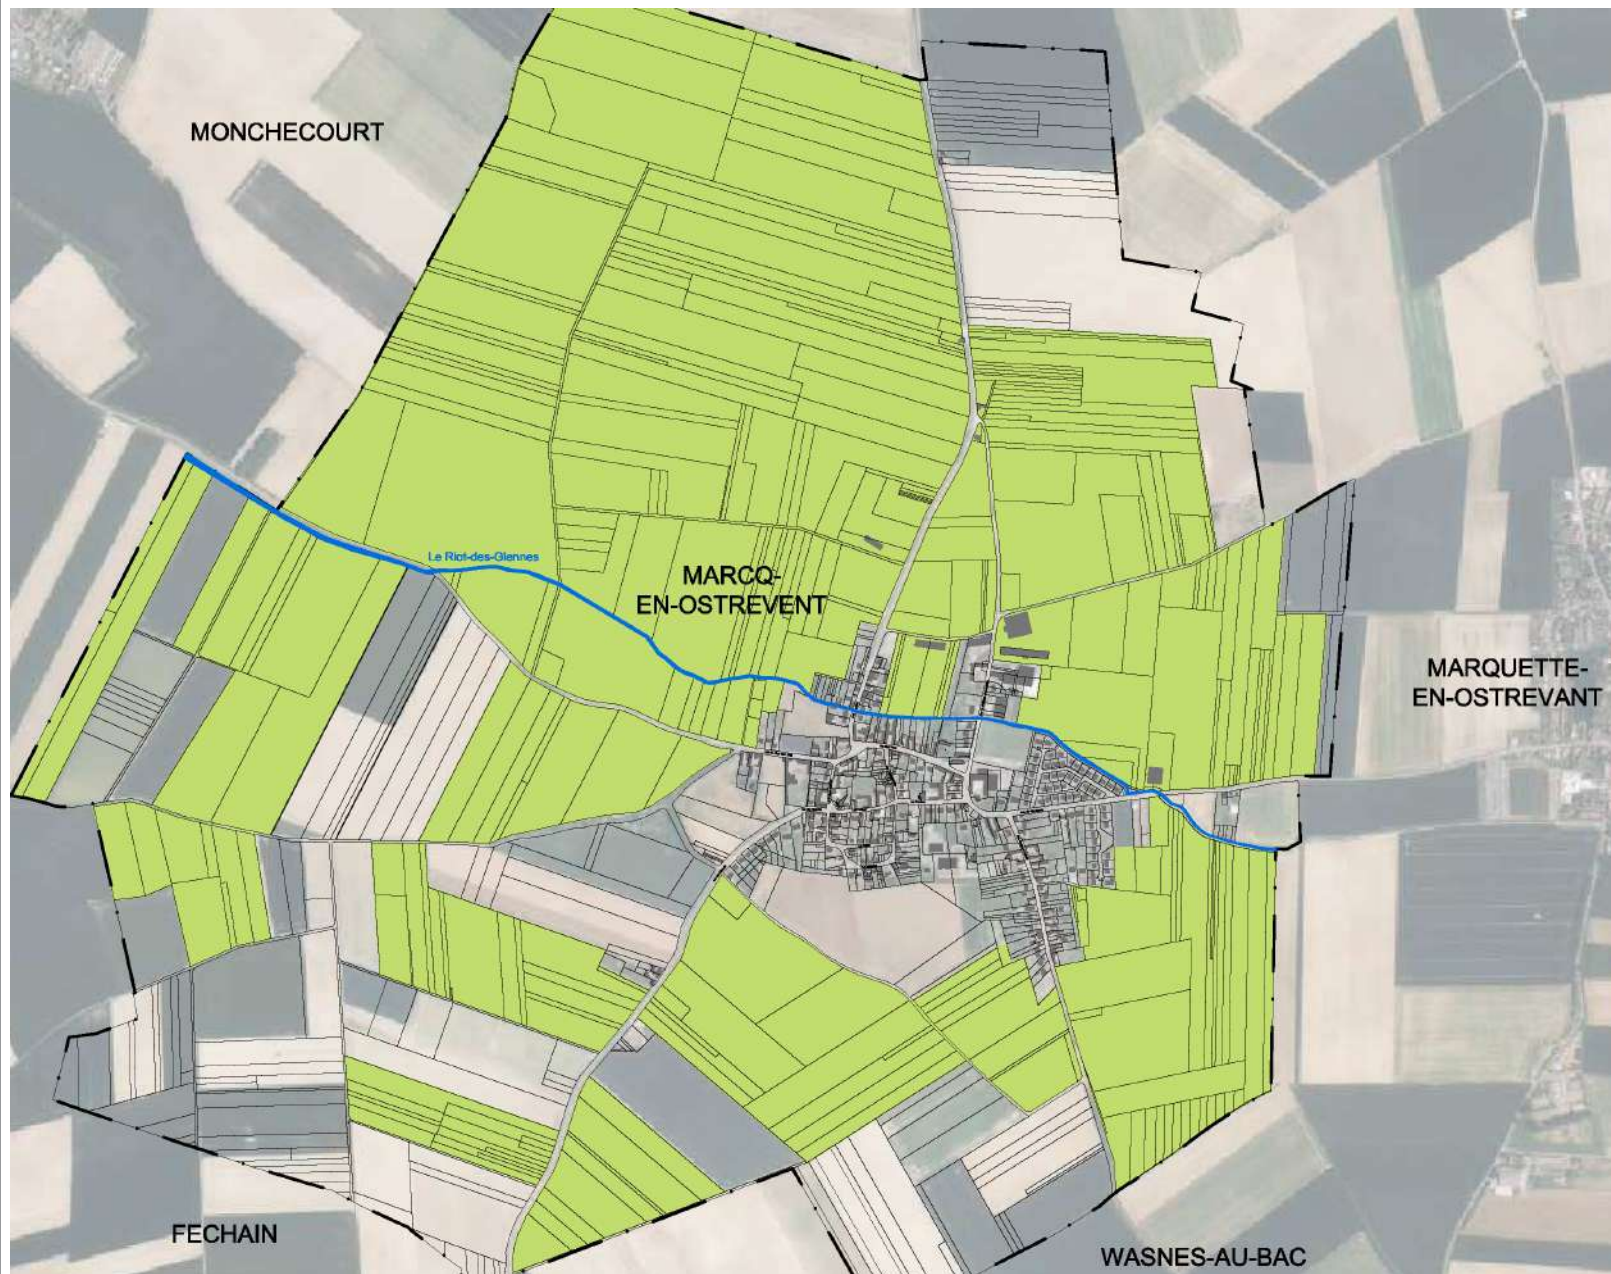 MONCHECOURT
Le Riot-des-Glennes
MARCQ-
EN-OSTREVENT
MARQUETTE-
EN-OSTREVANT
FECHAIN
WASNES-AU-BAC